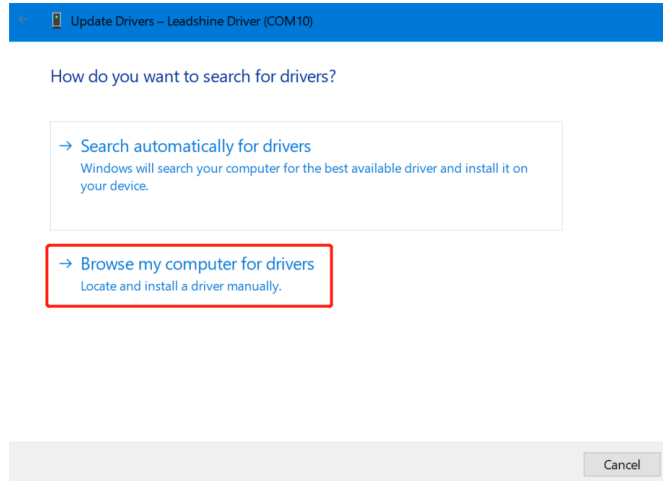 Update Drivers – Leadshine Driver (COM10)
How do you want to search for drivers?
→ Search automatically for drivers
Windows will search your computer for the best available driver and install it on
your device.
→ Browse my computer for drivers
Locate and install a driver manually.
Cancel